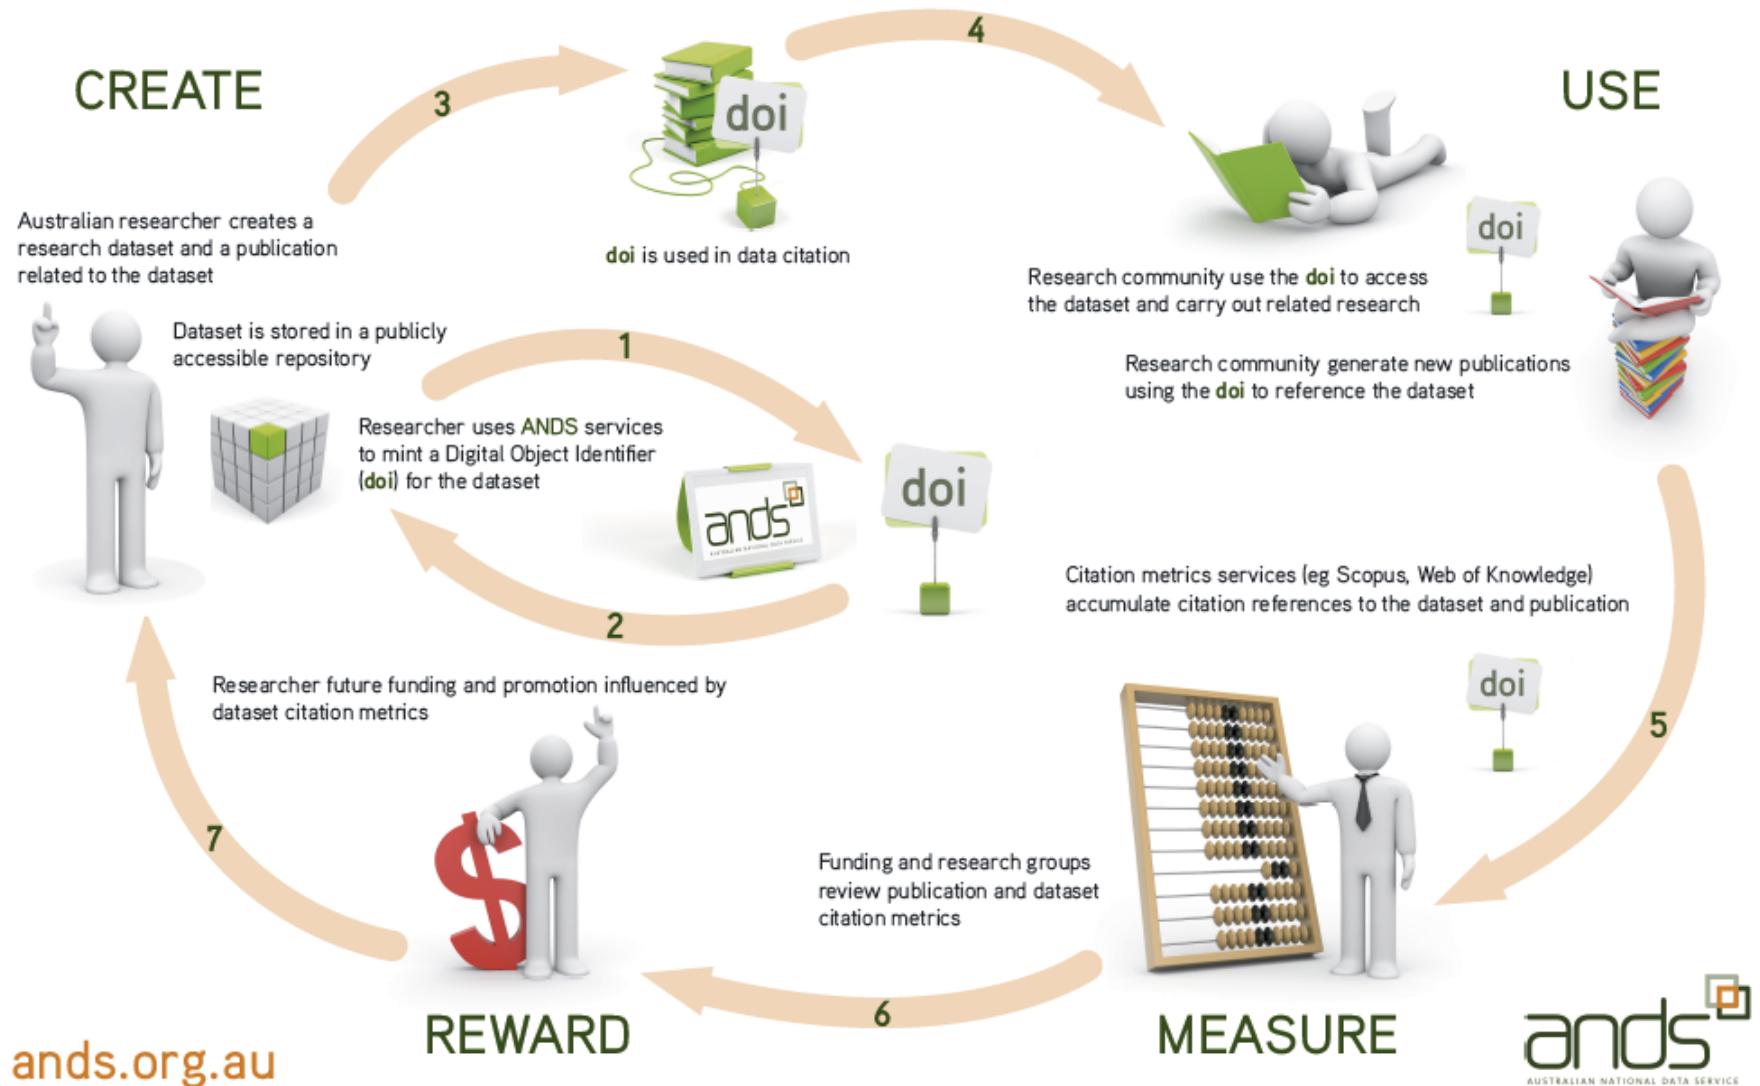 CREATE
USE
3
4
doi
Australian researcher creates a
research dataset and a publication
related to the dataset
doi is used in data citation
doi
Research community use the doi to access
the dataset and carry out related research
Dataset is stored in a publicly
accessible repository
1
Research community generate new publications
using the doi to reference the dataset
Researcher uses ANDS services
to mint a Digital Object Identifier
(doi) for the dataset
ands
AUSTRALIAN NATIONAL DATA SERVICE
doi
2
Citation metrics services (eg Scopus, Web of Knowledge)
accumulate citation references to the dataset and publication
doi
5
Researcher future funding and promotion influenced by
dataset citation metrics
7
Funding and research groups
review publication and dataset
citation metrics
$
6
REWARD
MEASURE
ands.org.au
ands
AUSTRALIAN NATIONAL DATA SERVICE